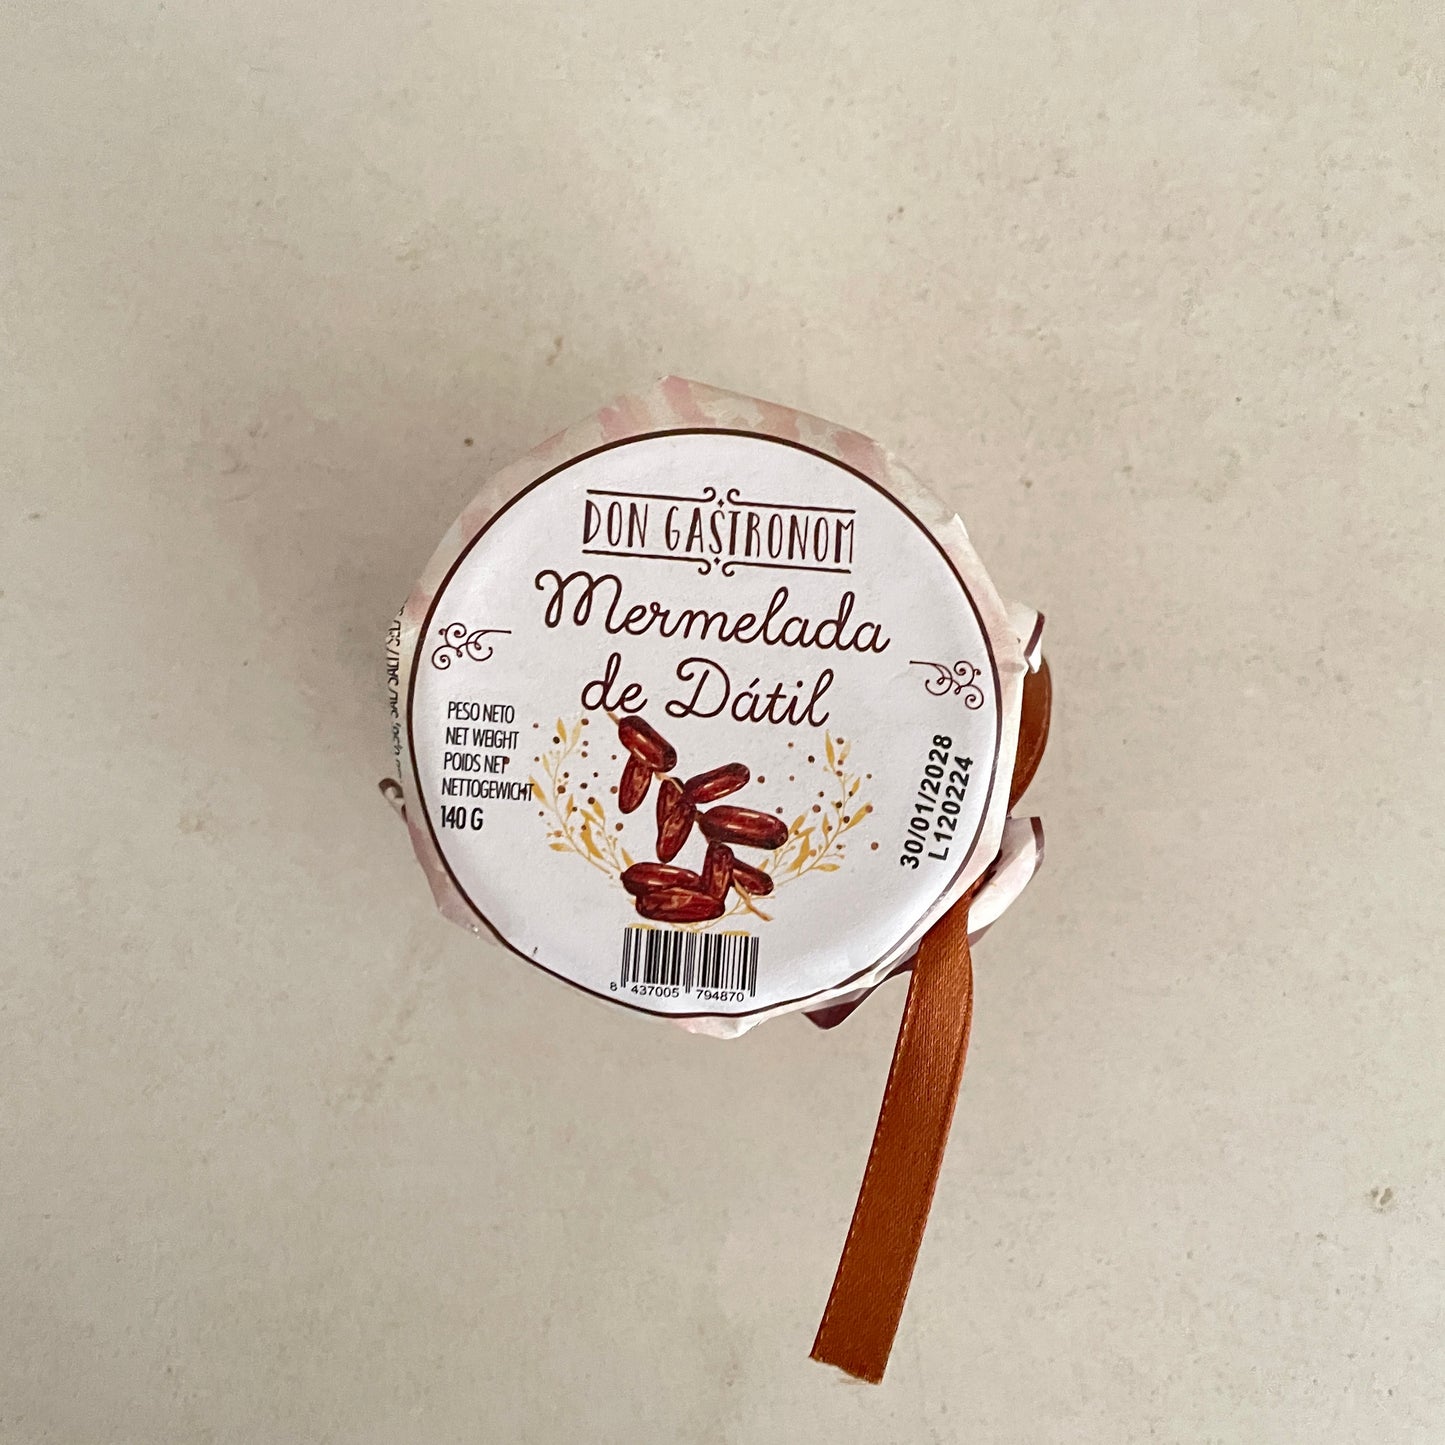 DON GASTRONOM
Mermelada
de Dátil
PESO NETO
NET WEIGHT
POIDS NET
NETTOGEWICHT
140 G
30/01/2028
L120224
8 437005 794870